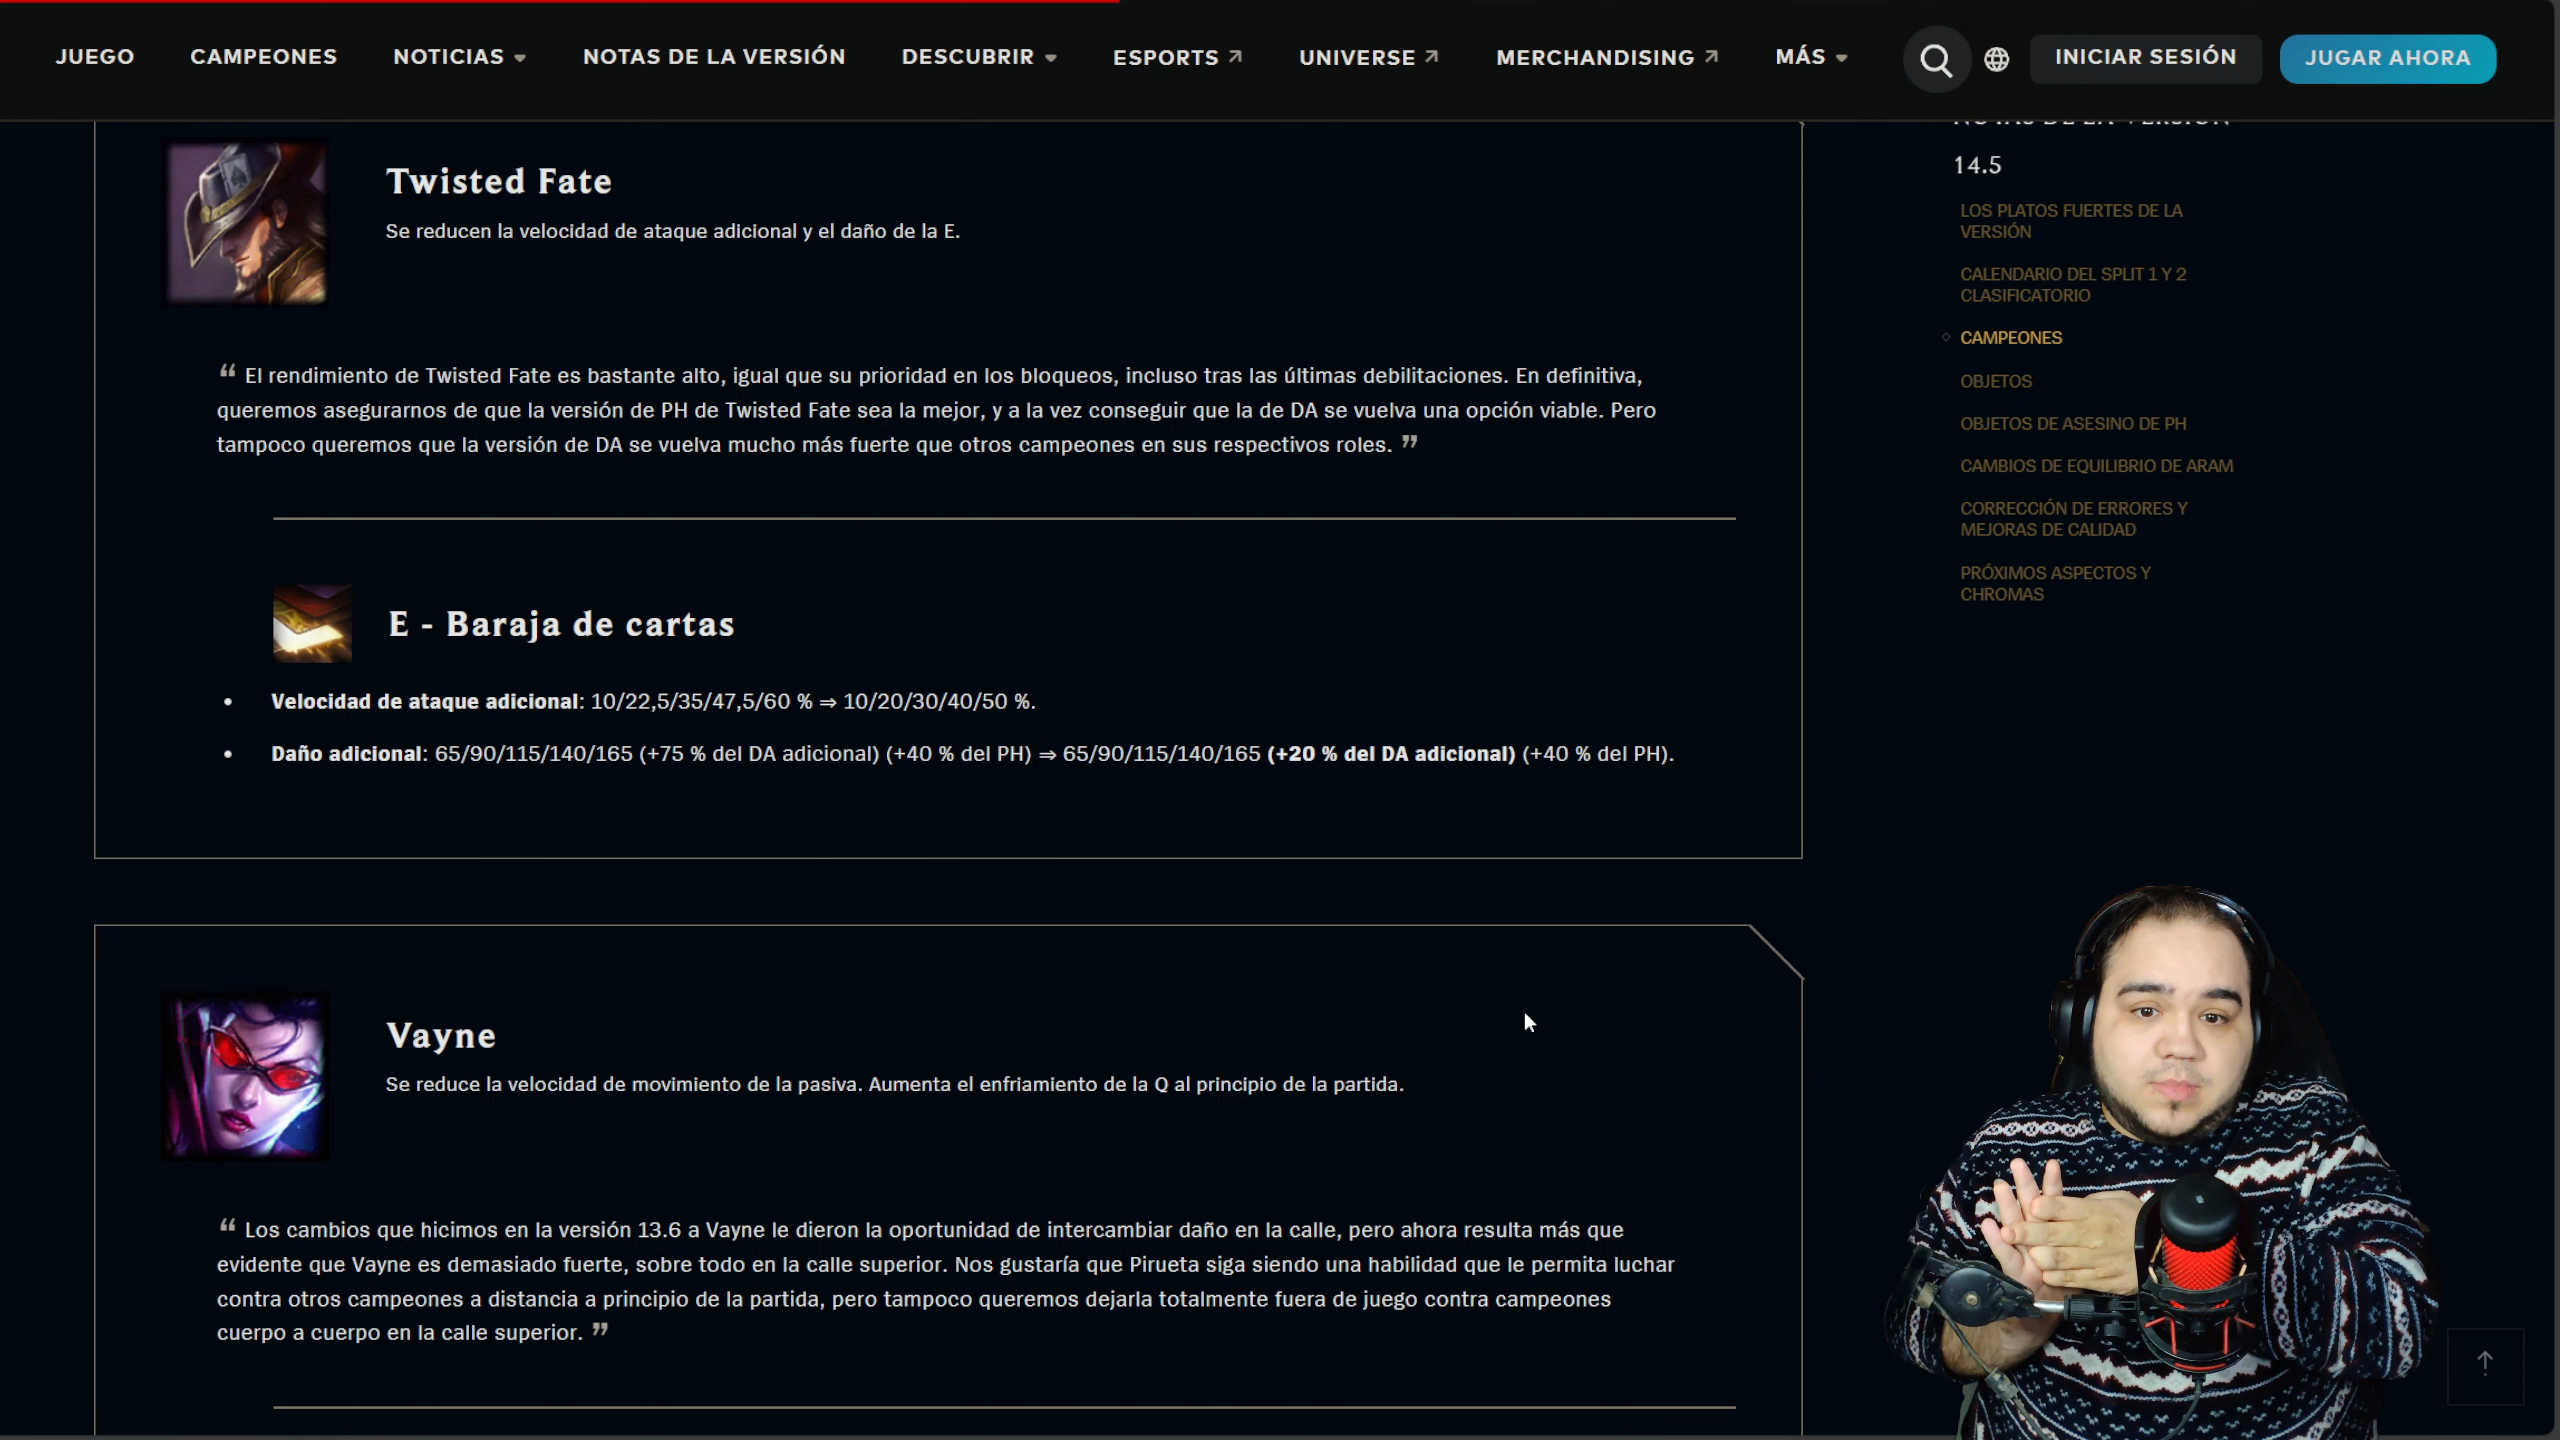 JUEGO CAMPEONES NOTICIAS NOTAS DE LA VERSIÓN DESCUBRIR ESPORTS UNIVERSE MERCHANDISING MÁS INICIAR SESIÓN JUGAR AHORA
Twisted Fate
Se reducen la velocidad de ataque adicional y el daño de la E.
“ El rendimiento de Twisted Fate es bastante alto, igual que su prioridad en los bloqueos, incluso tras las últimas debilitaciones. En definitiva,
queremos asegurarnos de que la versión de PH de Twisted Fate sea la mejor, y a la vez conseguir que la de DA se vuelva una opción viable. Pero
tampoco queremos que la versión de DA se vuelva mucho más fuerte que otros campeones en sus respectivos roles. ”
E - Baraja de cartas
• Velocidad de ataque adicional: 10/22,5/35/47,5/60 % ⇒ 10/20/30/40/50 %.
• Daño adicional: 65/90/115/140/165 (+75 % del DA adicional) (+40 % del PH) ⇒ 65/90/115/140/165 (+20 % del DA adicional) (+40 % del PH).
Vayne
Se reduce la velocidad de movimiento de la pasiva. Aumenta el enfriamiento de la Q al principio de la partida.
“ Los cambios que hicimos en la versión 13.6 a Vayne le dieron la oportunidad de intercambiar daño en la calle, pero ahora resulta más que
evidente que Vayne es demasiado fuerte, sobre todo en la calle superior. Nos gustaría que Pirueta siga siendo una habilidad que le permita luchar
contra otros campeones a distancia a principio de la partida, pero tampoco queremos dejarla totalmente fuera de juego contra campeones
cuerpo a cuerpo en la calle superior. ”
NOTAS DE LA VERSIÓN
14.5
LOS PLATOS FUERTES DE LA
VERSIÓN
CALENDARIO DEL SPLIT 1 Y 2
CLASIFICATORIO
CAMPEONES
OBJETOS
OBJETOS DE ASESINO DE PH
CAMBIOS DE EQUILIBRIO DE ARAM
CORRECCIÓN DE ERRORES Y
MEJORAS DE CALIDAD
PRÓXIMOS ASPECTOS Y
CHROMAS